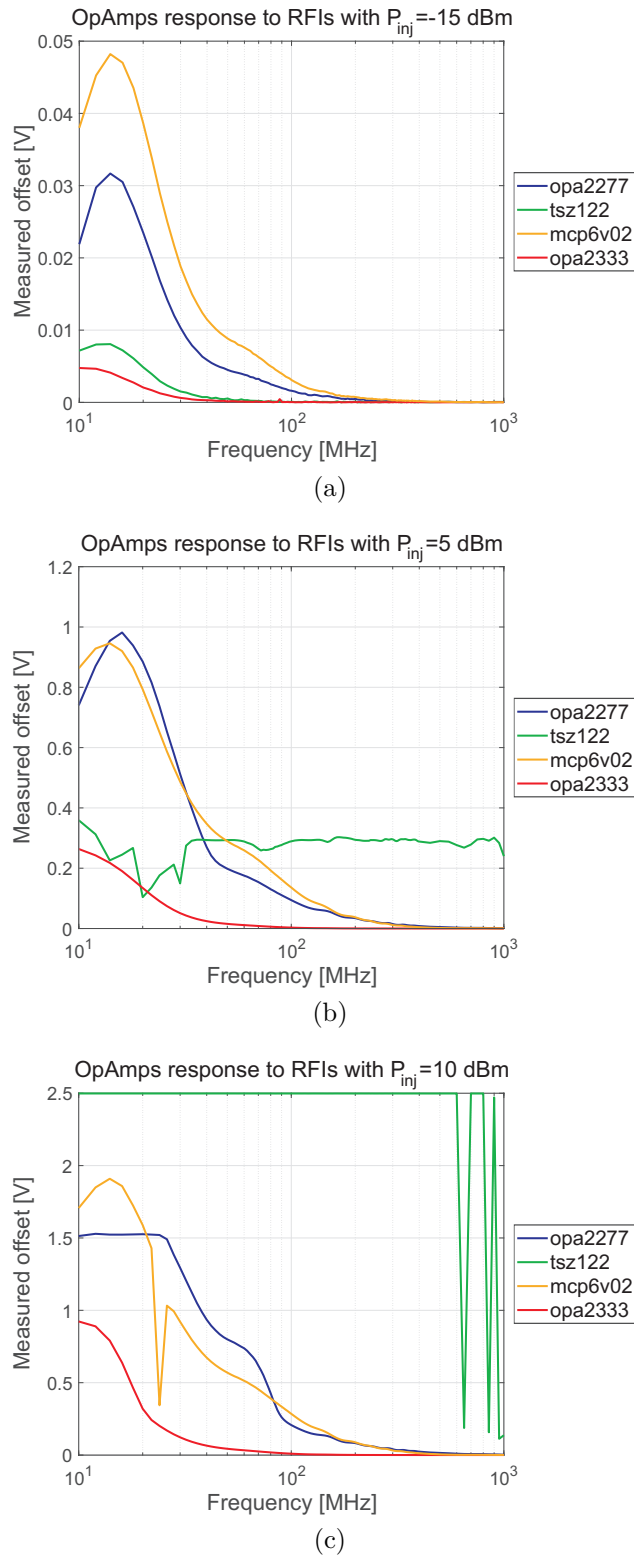 OpAmps response to RFIs with P_inj=-15 dBm
0.05
0.04
0.03
0.02
0.01
0
Measured offset [V]
10^1
10^2
10^3
Frequency [MHz]
opa2277
tsz122
mcp6v02
opa2333
(a)
OpAmps response to RFIs with P_inj=5 dBm
1.2
1
0.8
0.6
0.4
0.2
0
Measured offset [V]
10^1
10^2
10^3
Frequency [MHz]
opa2277
tsz122
mcp6v02
opa2333
(b)
OpAmps response to RFIs with P_inj=10 dBm
2.5
2
1.5
1
0.5
0
Measured offset [V]
10^1
10^2
10^3
Frequency [MHz]
opa2277
tsz122
mcp6v02
opa2333
(c)